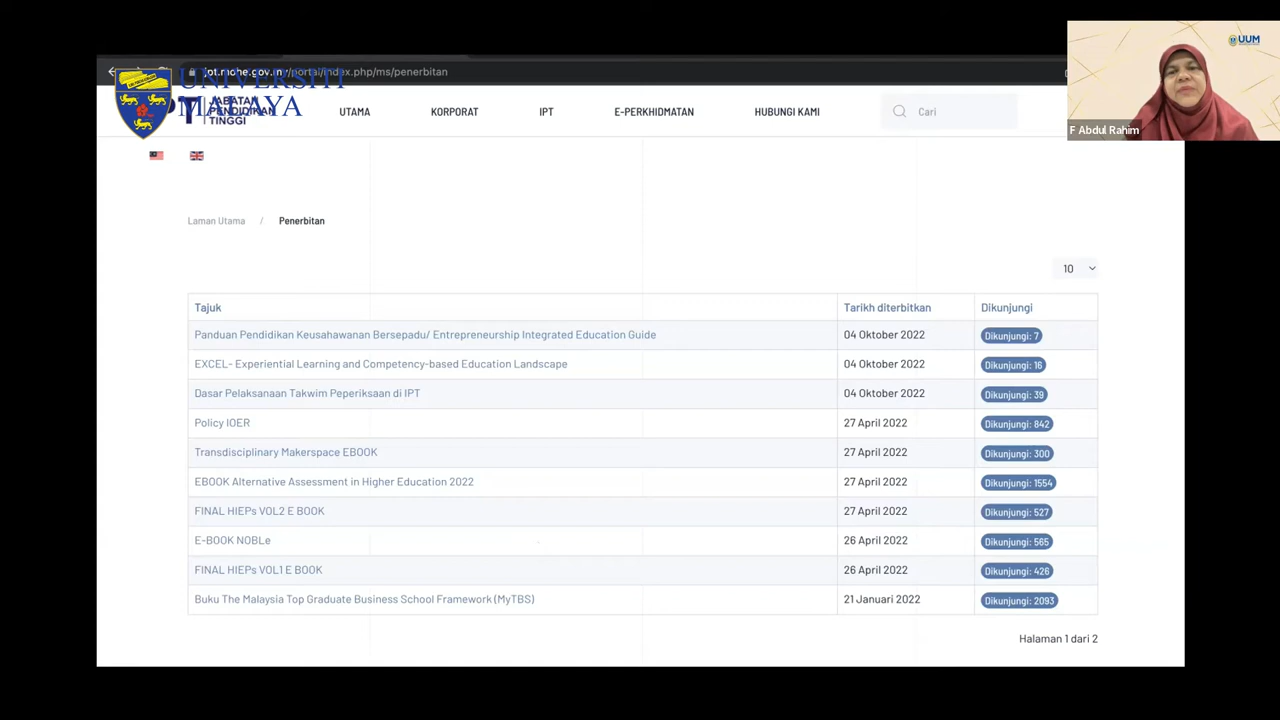 jpt.mohe.gov.my/portal/index.php/ms/penerbitan
UUM
UNIVERSITI
MALAYA
JABATAN
PENDIDIKAN
TINGGI
UTAMA
KORPORAT
IPT
E-PERKHIDMATAN
HUBUNGI KAMI
Cari
F Abdul Rahim
Laman Utama / Penerbitan
10
Tajuk Tarikh diterbitkan Dikunjungi
Panduan Pendidikan Keusahawanan Bersepadu/ Entrepreneurship Integrated Education Guide 04 Oktober 2022 Dikunjungi: 7
EXCEL- Experiential Learning and Competency-based Education Landscape 04 Oktober 2022 Dikunjungi: 16
Dasar Pelaksanaan Takwim Peperiksaan di IPT 04 Oktober 2022 Dikunjungi: 39
Policy IOER 27 April 2022 Dikunjungi: 842
Transdisciplinary Makerspace EBOOK 27 April 2022 Dikunjungi: 300
EBOOK Alternative Assessment in Higher Education 2022 27 April 2022 Dikunjungi: 1554
FINAL HIEPs VOL2 E BOOK 27 April 2022 Dikunjungi: 527
E-BOOK NOBLe 26 April 2022 Dikunjungi: 565
FINAL HIEPs VOL1 E BOOK 26 April 2022 Dikunjungi: 426
Buku The Malaysia Top Graduate Business School Framework (MyTBS) 21 Januari 2022 Dikunjungi: 2093
Halaman 1 dari 2